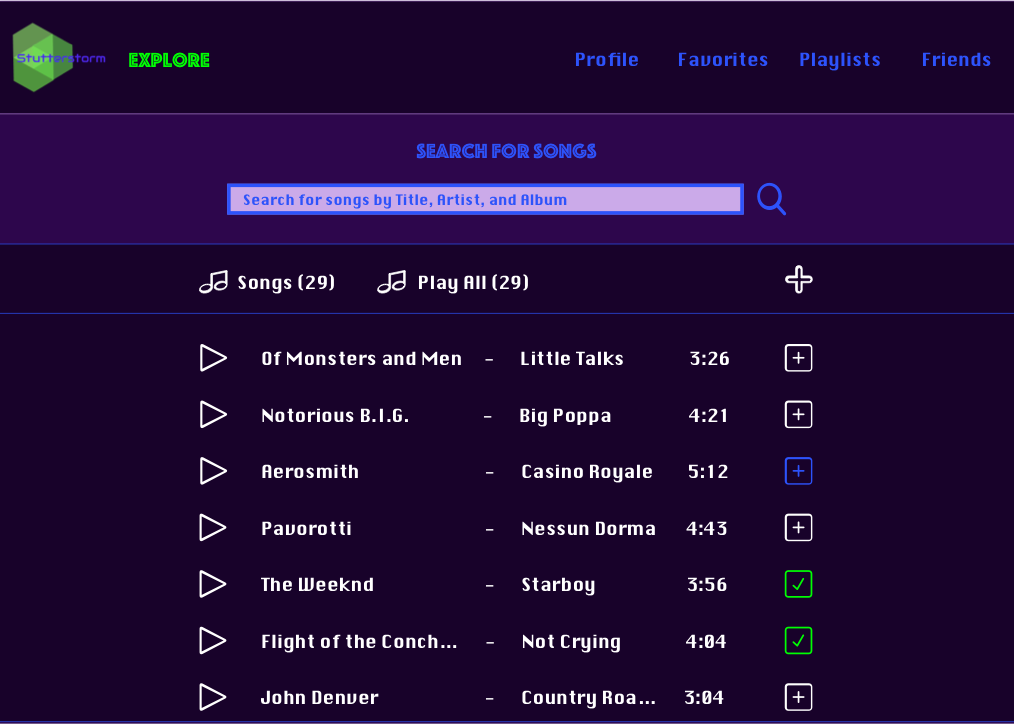 Stutterstorm EXPLORE Profile Favorites Playlists Friends
SEARCH FOR SONGS
Search for songs by Title, Artist, and Album
Songs (29) Play All (29)
Of Monsters and Men - Little Talks 3:26
Notorious B.I.G. - Big Poppa 4:21
Aerosmith - Casino Royale 5:12
Pavorotti - Nessun Dorma 4:43
The Weeknd - Starboy 3:56
Flight of the Conch... - Not Crying 4:04
John Denver - Country Roa... 3:04